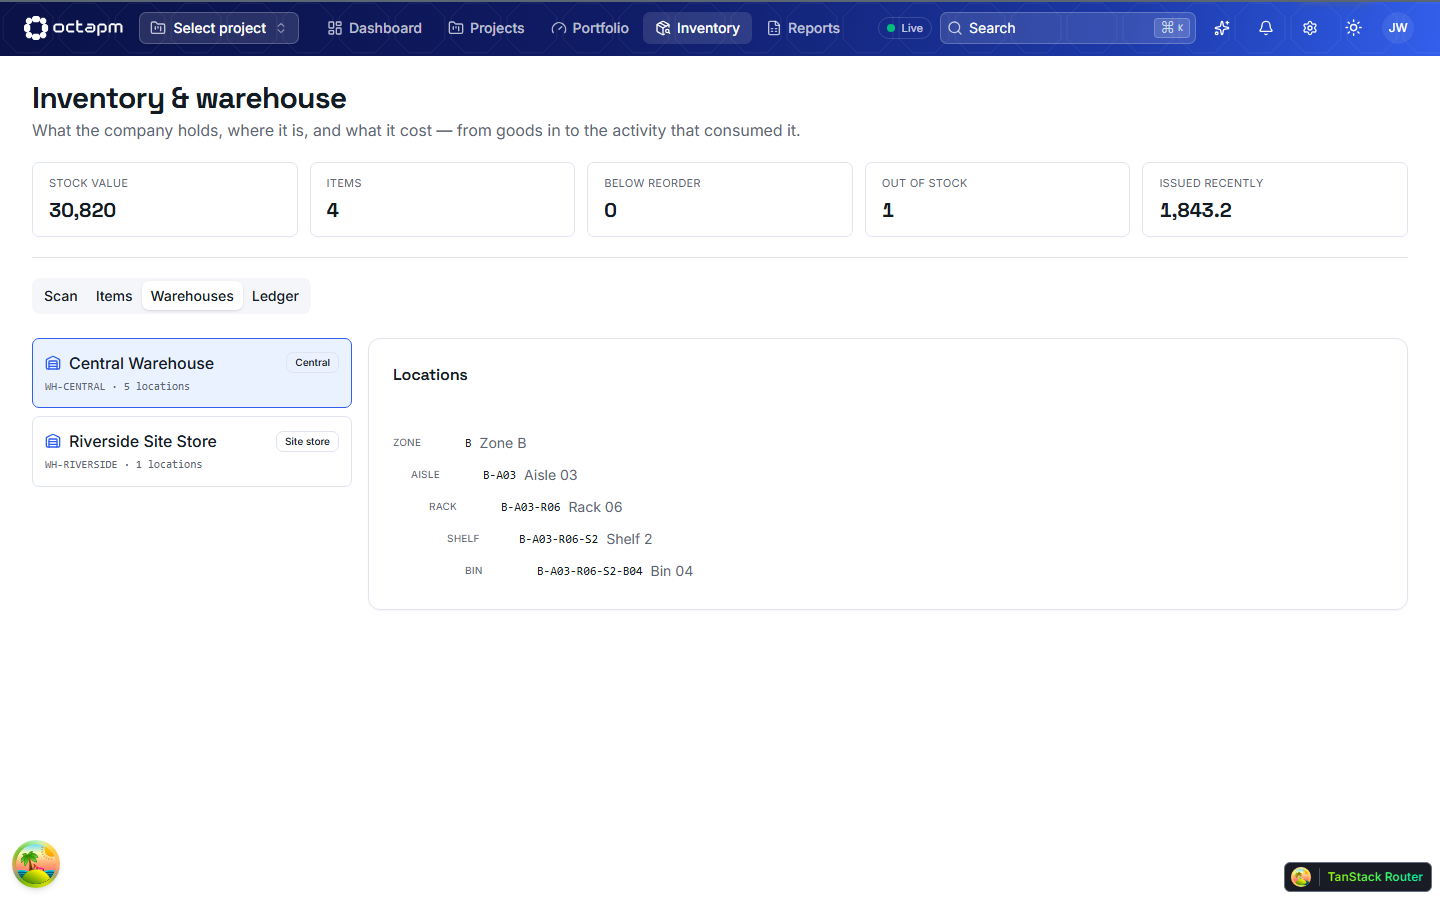 octapm
Select project
Dashboard
Projects
Portfolio
Inventory
Reports
Live
Search
⌘ K
JW
Inventory & warehouse
What the company holds, where it is, and what it cost — from goods in to the activity that consumed it.
STOCK VALUE
30,820
ITEMS
4
BELOW REORDER
0
OUT OF STOCK
1
ISSUED RECENTLY
1,843.2
Scan
Items
Warehouses
Ledger
Central Warehouse
Central
WH-CENTRAL · 5 locations
Riverside Site Store
Site store
WH-RIVERSIDE · 1 locations
Locations
ZONE B Zone B
AISLE B-A03 Aisle 03
RACK B-A03-R06 Rack 06
SHELF B-A03-R06-S2 Shelf 2
BIN B-A03-R06-S2-B04 Bin 04
TanStack Router